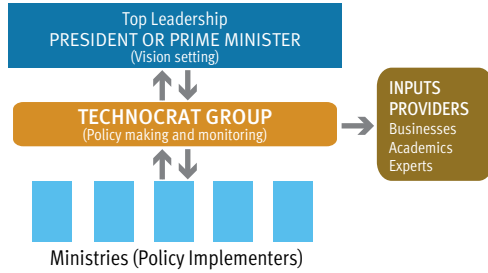 Top Leadership
PRESIDENT OR PRIME MINISTER
(Vision setting)
TECHNOCRAT GROUP
(Policy making and monitoring)
INPUTS
PROVIDERS
Businesses
Academics
Experts
Ministries (Policy Implementers)